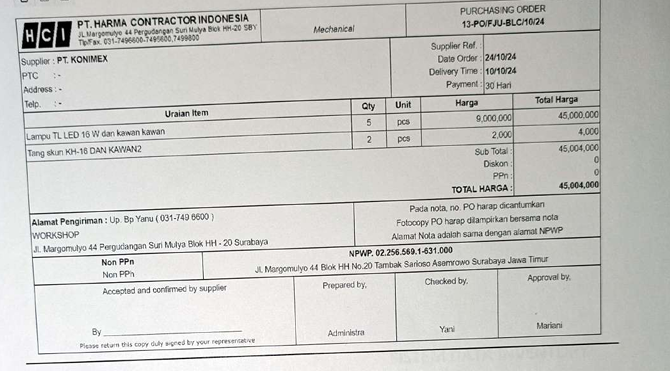 HCI
PT. HARMA CONTRACTOR INDONESIA
JL.Margomulyo 44 Pergudangan Suri Mulya Blok HH-20 SBY
Tlp/Fax. 031-7496600-7495600,7499800
Mechanical
PURCHASING ORDER
13-PO/FJU-BLC/10/24
Supplier : PT. KONIMEX
PTC : -
Address : -
Telp. : -
Supplier Ref. :
Date Order : 24/10/24
Delivery Time : 10/10/24
Payment : 30 Hari
Uraian Item Qty Unit Harga Total Harga
Lampu TL LED 16 W dan kawan kawan 5 pcs 9,000,000 45,000,000
Tang skun KH-16 DAN KAWAN2 2 pcs 2,000 4,000
Sub Total : 45,004,000
Diskon : 0
PPn : 0
TOTAL HARGA : 45,004,000
Alamat Pengiriman : Up. Bp Yanu ( 031-749 6600 )
WORKSHOP
Jl. Margomulyo 44 Pergudangan Suri Mulya Blok HH - 20 Surabaya
Pada nota, no. PO harap dicantumkan
Fotocopy PO harap dilampirkan bersama nota
Alamat Nota adalah sama dengan alamat NPWP
Non PPn
Non PPh
NPWP. 02.256.569.1-631.000
Jl. Margomulyo 44 Blok HH No.20 Tambak Sarioso Asemrowo Surabaya Jawa Timur
Accepted and confirmed by supplier
By
Please return this copy duly signed by your representative
Prepared by,
Administra
Checked by,
Yani
Approval by,
Mariani